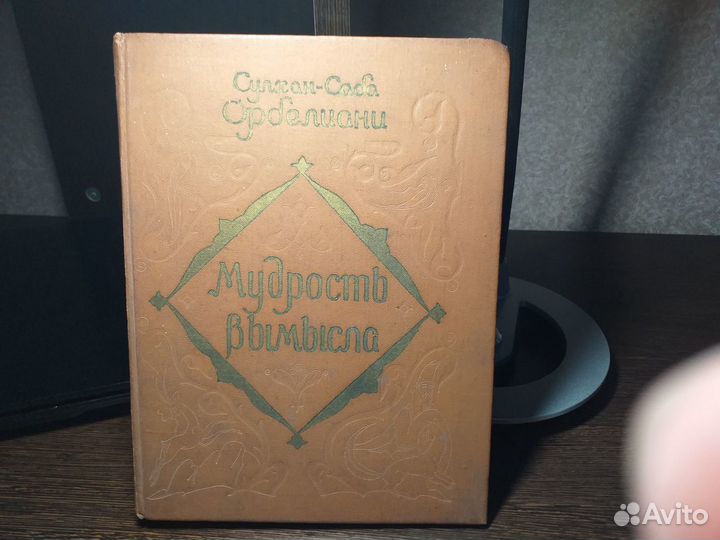 Сулхан-Саба
Орбелиани
Мудрость
вымысла
Avito